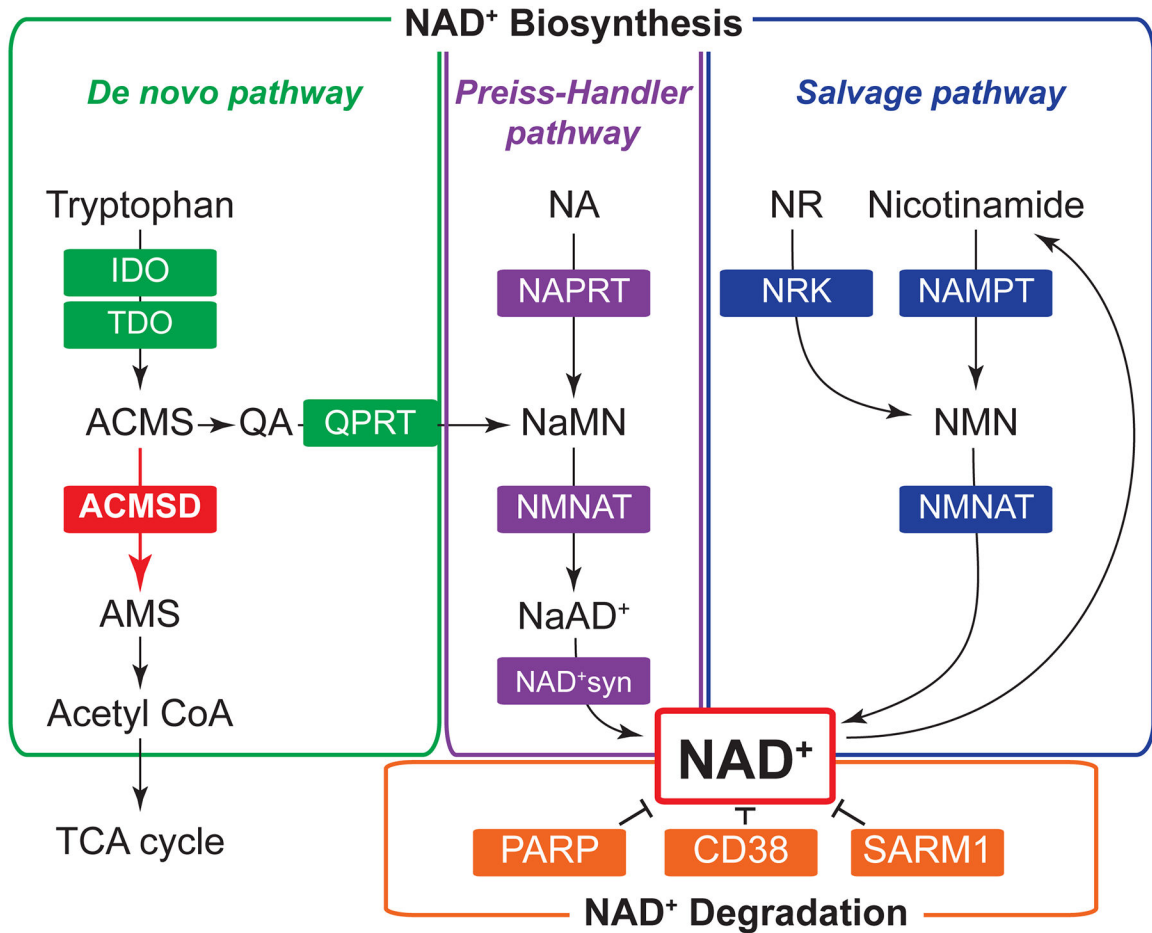 NAD⁺ Biosynthesis
De novo pathway
Preiss-Handler
pathway
Salvage pathway
Tryptophan
IDO
TDO
ACMS
QA
QPRT
ACMSD
AMS
Acetyl CoA
TCA cycle
NA
NAPRT
NaMN
NMNAT
NaAD⁺
NAD⁺syn
NR
Nicotinamide
NRK
NAMPT
NMN
NMNAT
NAD⁺
PARP
CD38
SARM1
NAD⁺ Degradation